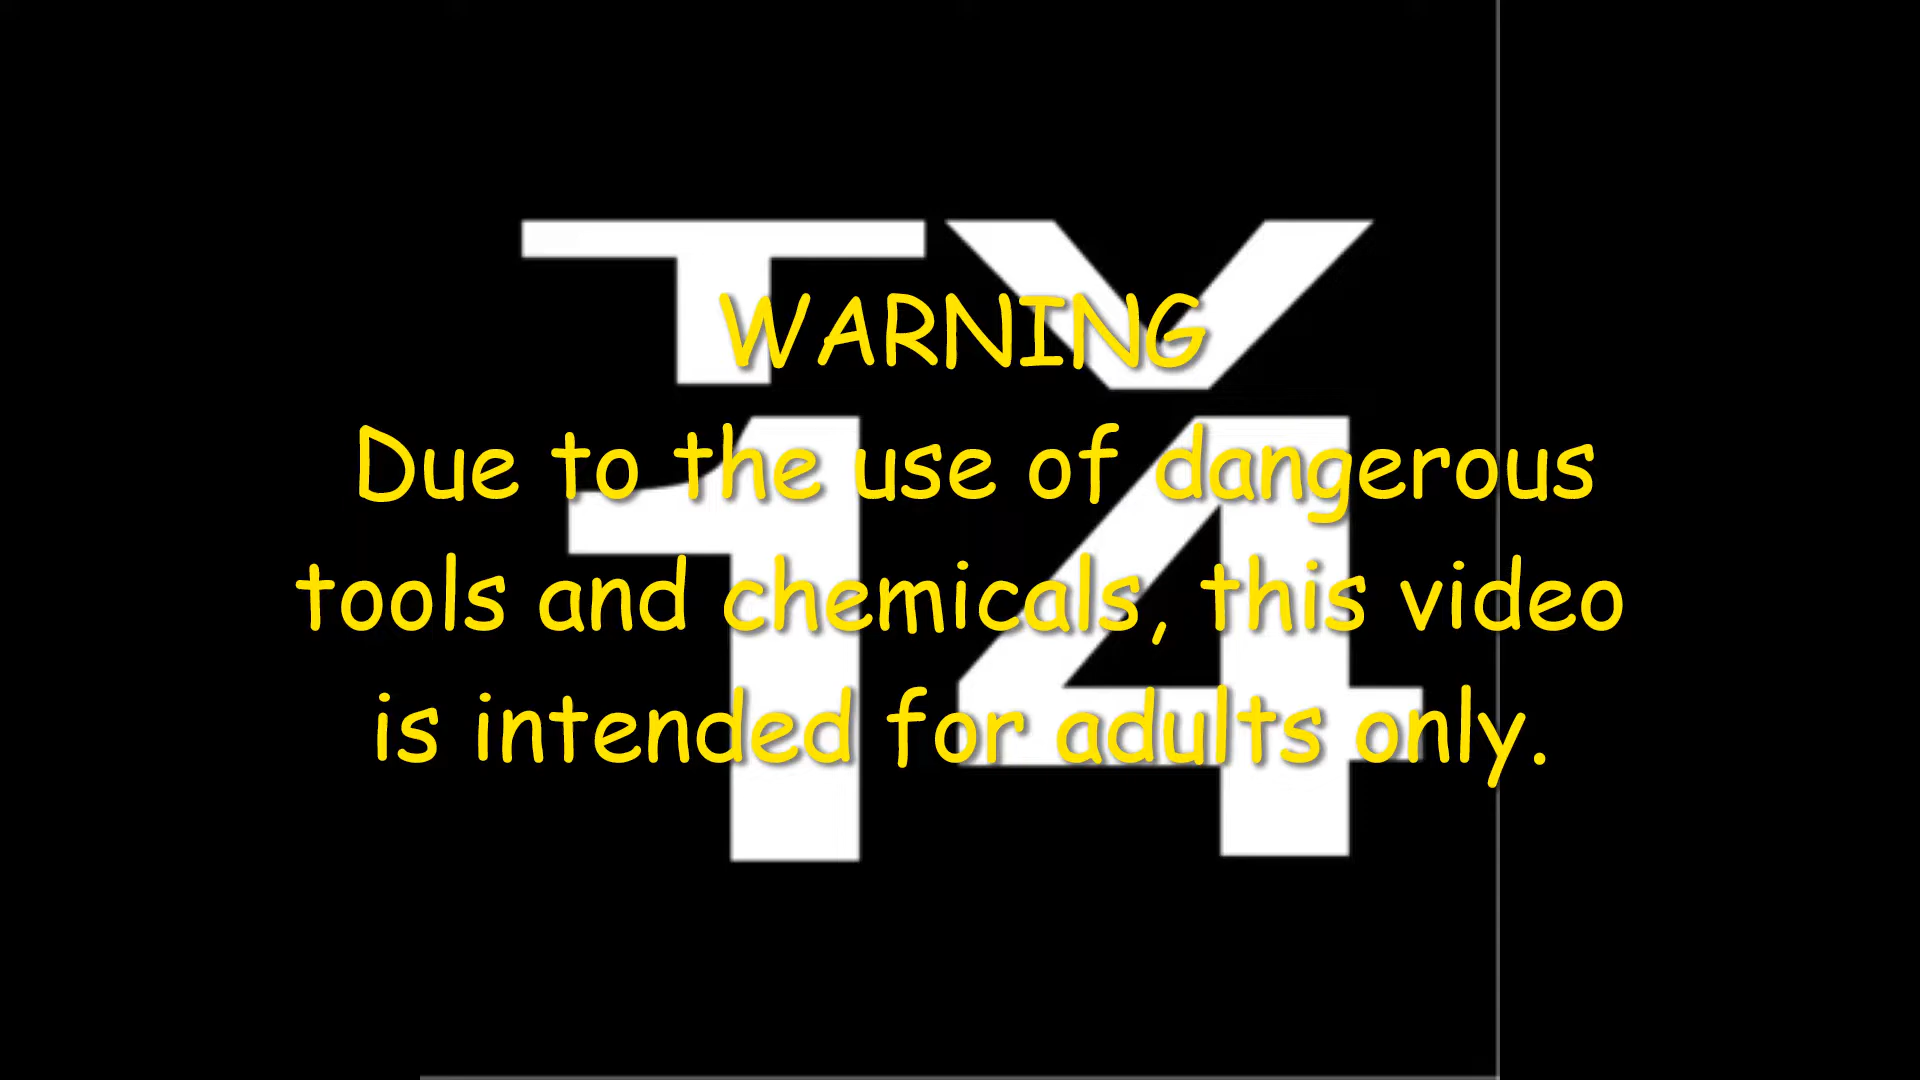 TV
WARNING
14
Due to the use of dangerous
tools and chemicals, this video
is intended for adults only.